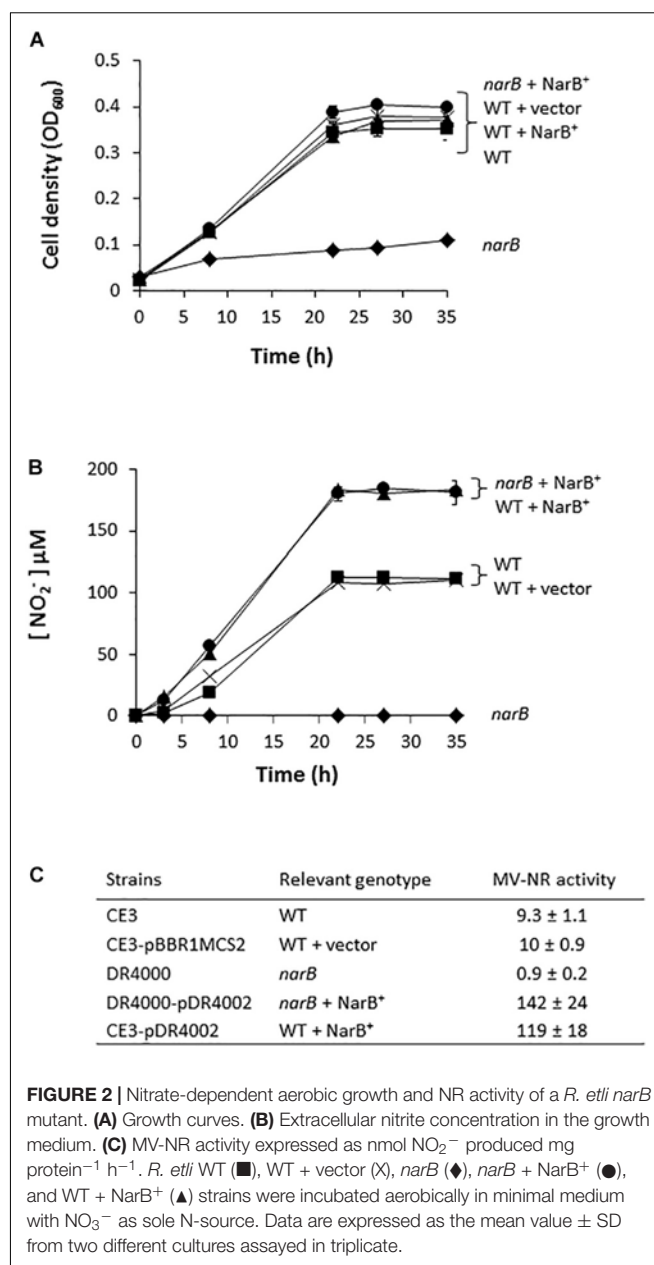 A
Cell density (OD₆₀₀)
0.5
0.4
0.3
0.2
0.1
0
0 5 10 15 20 25 30 35
Time (h)
narB + NarB⁺
WT + vector
WT + NarB⁺
WT
narB
B
[ NO₂⁻ ] µM
200
150
100
50
0
0 5 10 15 20 25 30 35
Time (h)
narB + NarB⁺
WT + NarB⁺
WT
WT + vector
narB
C
Strains Relevant genotype MV-NR activity
CE3 WT 9.3 ± 1.1
CE3-pBBR1MCS2 WT + vector 10 ± 0.9
DR4000 narB 0.9 ± 0.2
DR4000-pDR4002 narB + NarB⁺ 142 ± 24
CE3-pDR4002 WT + NarB⁺ 119 ± 18
FIGURE 2 | Nitrate-dependent aerobic growth and NR activity of a R. etli narB
mutant. (A) Growth curves. (B) Extracellular nitrite concentration in the growth
medium. (C) MV-NR activity expressed as nmol NO₂⁻ produced mg
protein⁻¹ h⁻¹. R. etli WT (■), WT + vector (X), narB (♦), narB + NarB⁺ (●),
and WT + NarB⁺ (▲) strains were incubated aerobically in minimal medium
with NO₃⁻ as sole N-source. Data are expressed as the mean value ± SD
from two different cultures assayed in triplicate.